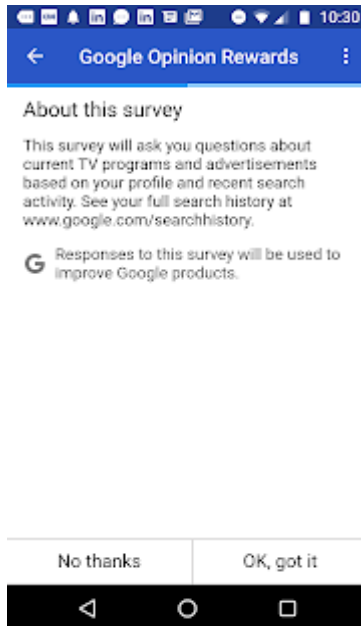 10:30
Google Opinion Rewards
About this survey
This survey will ask you questions about
current TV programs and advertisements
based on your profile and recent search
activity. See your full search history at
www.google.com/searchhistory.
G Responses to this survey will be used to
improve Google products.
No thanks
OK, got it